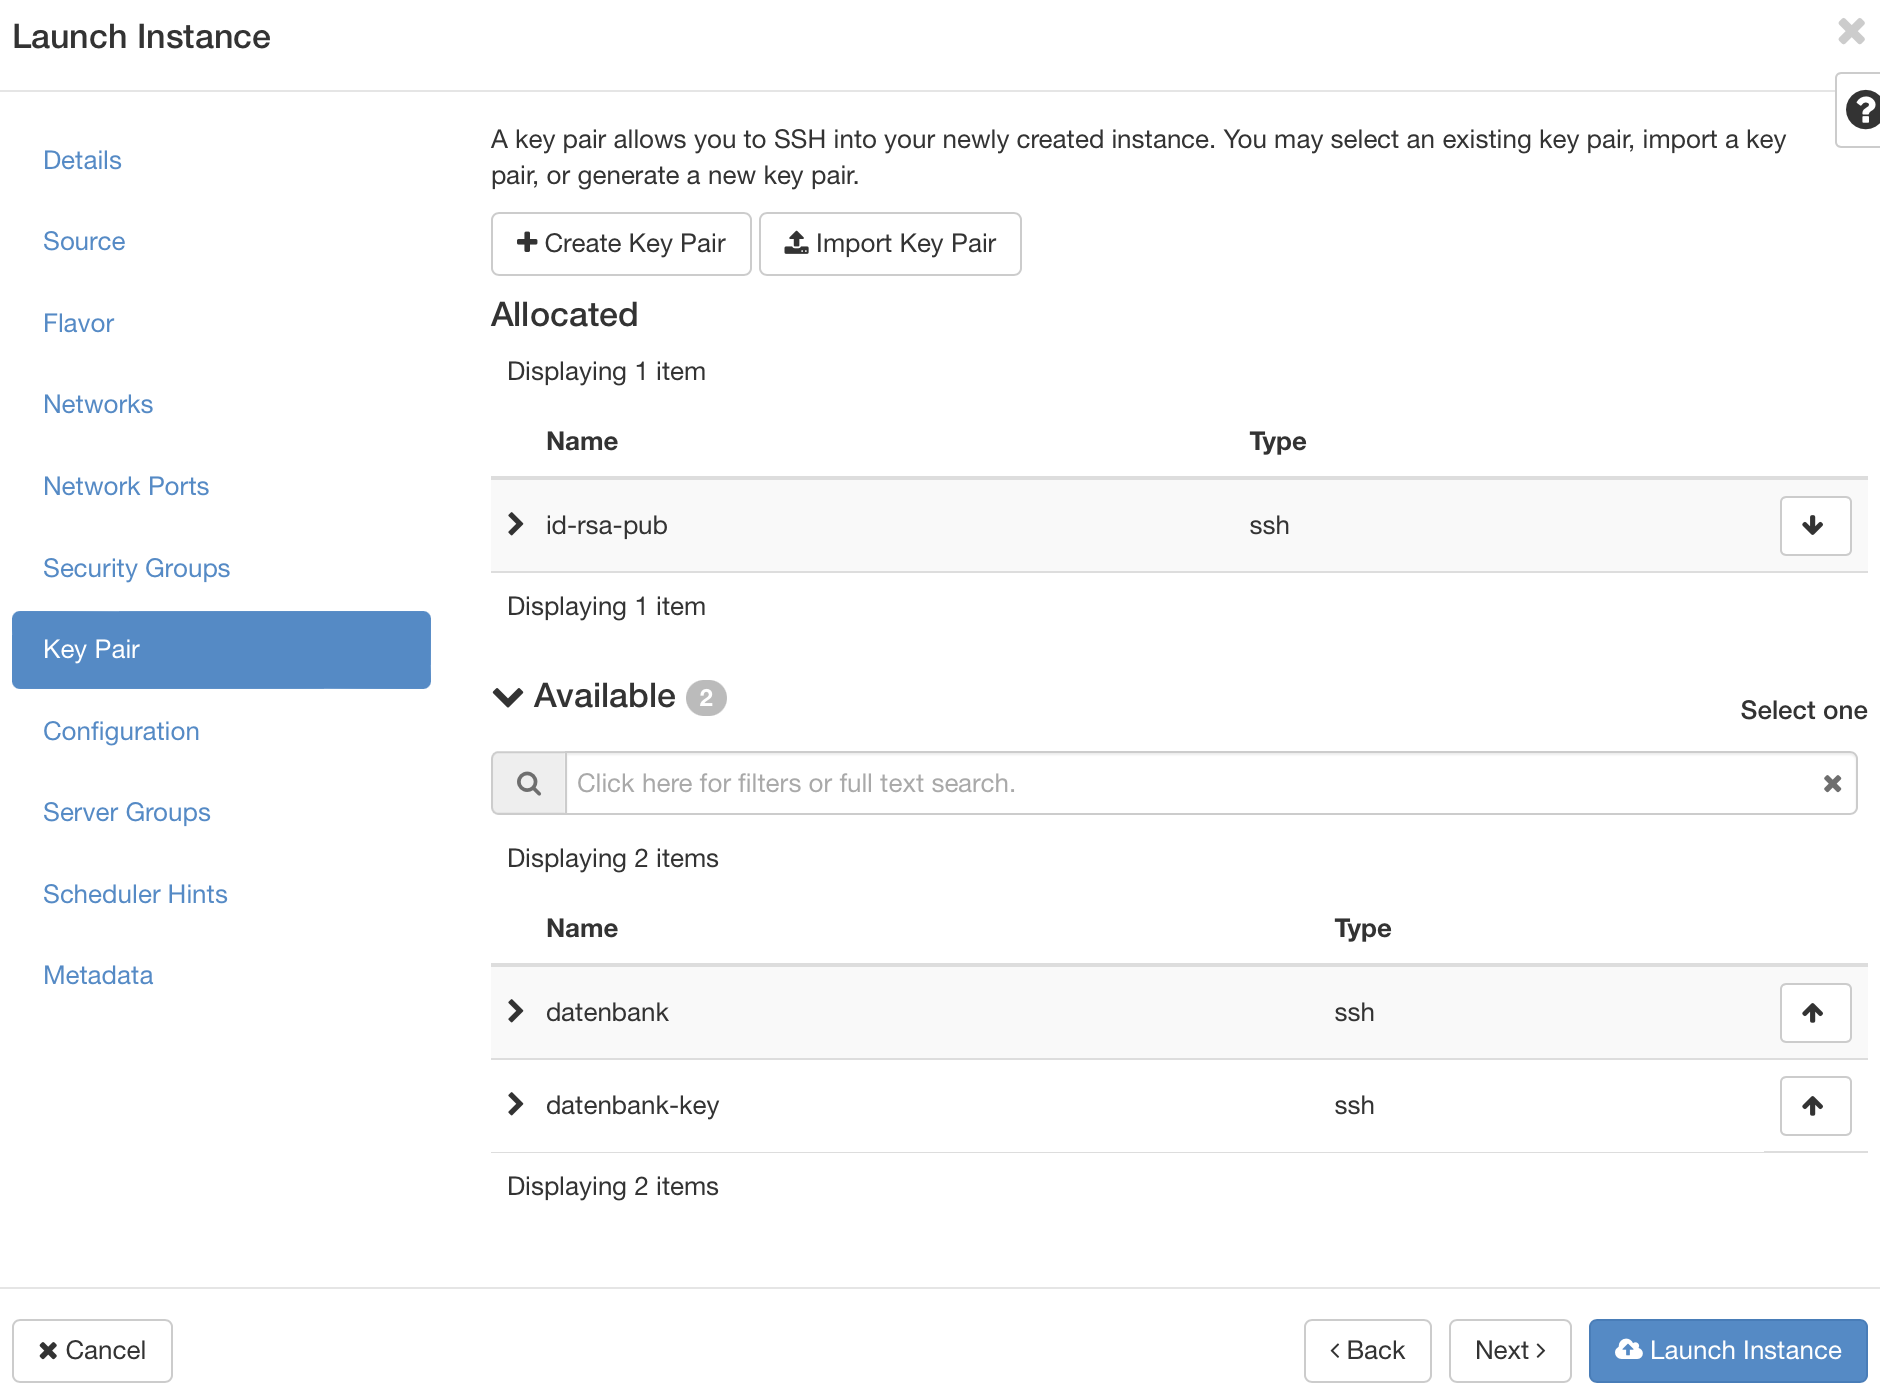 Launch Instance
Details
Source
Flavor
Networks
Network Ports
Security Groups
Key Pair
Configuration
Server Groups
Scheduler Hints
Metadata
A key pair allows you to SSH into your newly created instance. You may select an existing key pair, import a key
pair, or generate a new key pair.
Create Key Pair Import Key Pair
Allocated
Displaying 1 item
Name Type
id-rsa-pub ssh
Displaying 1 item
Available 2
Select one
Click here for filters or full text search.
Displaying 2 items
Name Type
datenbank ssh
datenbank-key ssh
Displaying 2 items
Cancel
Back Next Launch Instance